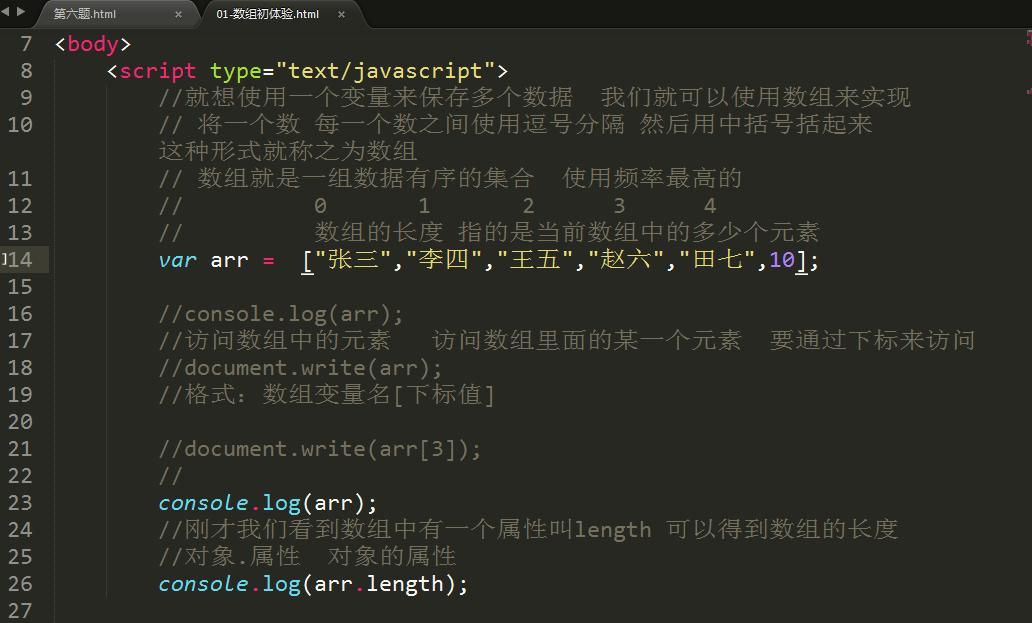 第六题.html × 01-数组初体验.html ×
7 <body>
8 <script type="text/javascript">
9 //就想使用一个变量来保存多个数据 我们就可以使用数组来实现
10 // 将一个数 每一个数之间使用逗号分隔 然后用中括号括起来
这种形式就称之为数组
11 // 数组就是一组数据有序的集合 使用频率最高的
12 // 0 1 2 3 4
13 // 数组的长度 指的是当前数组中的多少个元素
14 var arr = ["张三","李四","王五","赵六","田七",10];
15
16 //console.log(arr);
17 //访问数组中的元素 访问数组里面的某一个元素 要通过下标来访问
18 //document.write(arr);
19 //格式：数组变量名[下标值]
20
21 //document.write(arr[3]);
22 //
23 console.log(arr);
24 //刚才我们看到数组中有一个属性叫length 可以得到数组的长度
25 //对象.属性 对象的属性
26 console.log(arr.length);
27